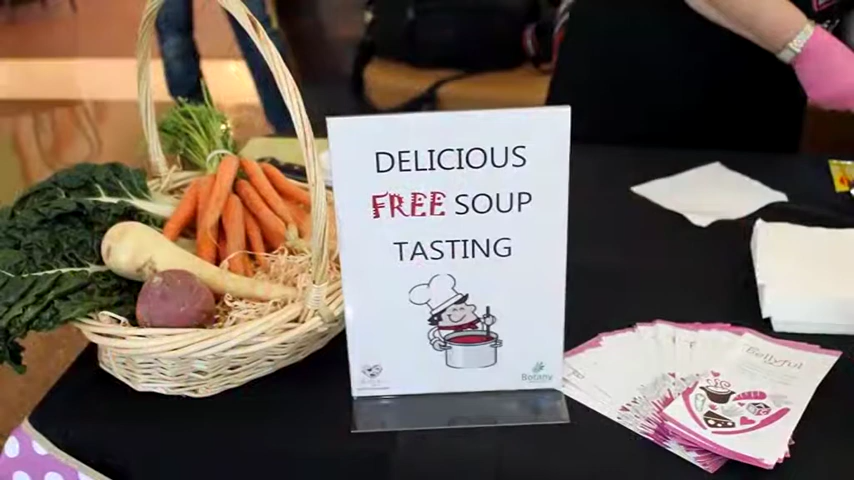 DELICIOUS
FREE SOUP
TASTING
Botany
Bellyful